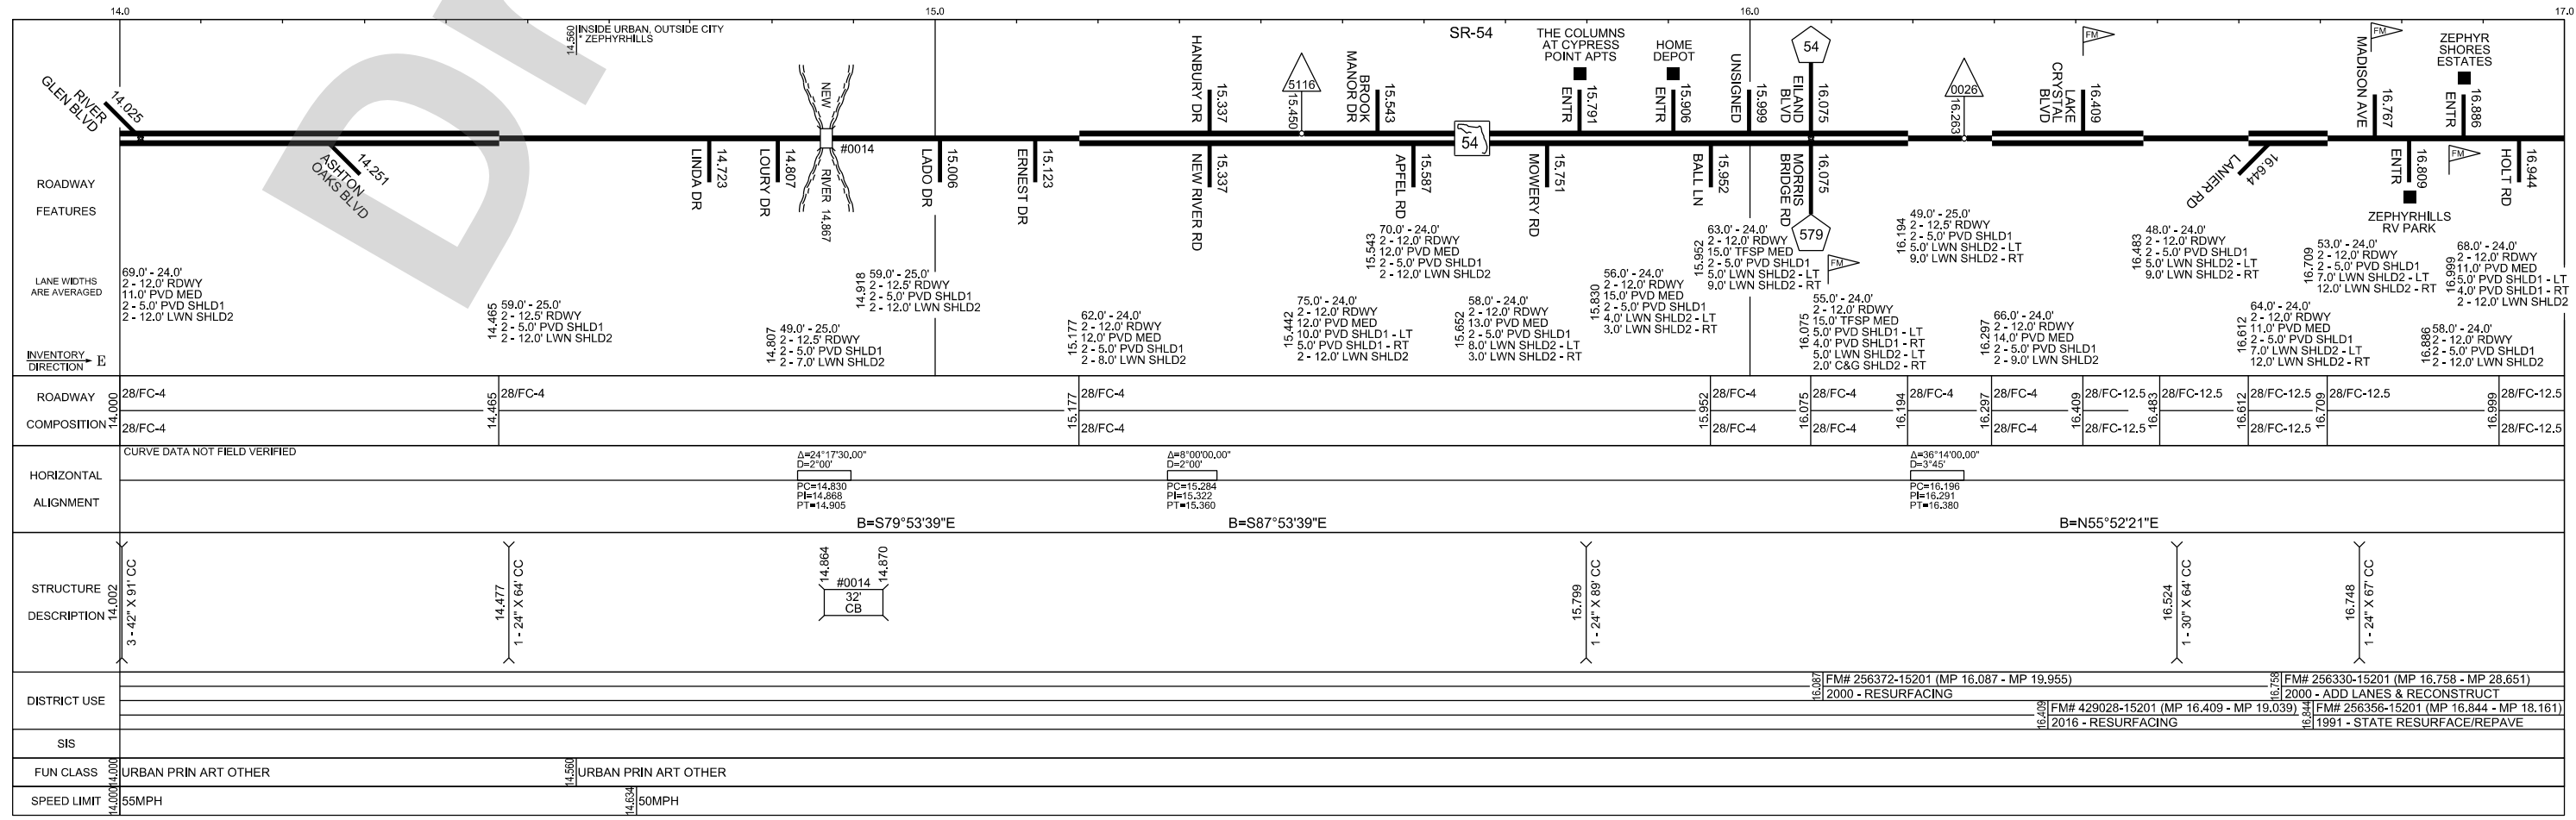 14.0
15.0
16.0
17.0
Dr
14.560
INSIDE URBAN, OUTSIDE CITY
* ZEPHYRHILLS
SR-54
RIVER
GLEN BLVD
14.025
ASHTON
OAKS BLVD
14.251
LINDA DR
14.723
LOURY DR
14.807
NEW
RIVER 14.867
#0014
LADO DR
15.006
ERNEST DR
15.123
HANBURY DR
15.337
NEW RIVER RD
15.337
5116
15.450
BROOK
MANOR DR
15.543
APFEL RD
15.587
54
MOWERY RD
15.751
THE COLUMNS
AT CYPRESS
POINT APTS
ENTR
15.791
HOME
DEPOT
ENTR
15.906
BALL LN
15.952
UNSIGNED
15.999
54
EILAND
BLVD
16.075
MORRIS
BRIDGE RD
16.075
579
FM
0026
16.263
FM
LAKE
CRYSTAL
BLVD
16.409
LANIER RD
16.644
FM
MADISON AVE
16.767
ENTR
16.809
ZEPHYRHILLS
RV PARK
ZEPHYR
SHORES
ESTATES
ENTR
16.886
FM
HOLT RD
16.944
ROADWAY
FEATURES
LANE WIDTHS
ARE AVERAGED
INVENTORY
DIRECTION
E
69.0' - 24.0'
2 - 12.0' RDWY
11.0' PVD MED
2 - 5.0' PVD SHLD1
2 - 12.0' LWN SHLD2
14.465
59.0' - 25.0'
2 - 12.5' RDWY
2 - 5.0' PVD SHLD1
2 - 12.0' LWN SHLD2
14.807
49.0' - 25.0'
2 - 12.5' RDWY
2 - 5.0' PVD SHLD1
2 - 7.0' LWN SHLD2
14.918
59.0' - 25.0'
2 - 12.5' RDWY
2 - 5.0' PVD SHLD1
2 - 12.0' LWN SHLD2
15.177
62.0' - 24.0'
2 - 12.0' RDWY
12.0' PVD MED
2 - 5.0' PVD SHLD1
2 - 8.0' LWN SHLD2
15.442
75.0' - 24.0'
2 - 12.0' RDWY
12.0' PVD MED
10.0' PVD SHLD1 - LT
5.0' PVD SHLD1 - RT
2 - 12.0' LWN SHLD2
15.543
70.0' - 24.0'
2 - 12.0' RDWY
12.0' PVD MED
2 - 5.0' PVD SHLD1
2 - 12.0' LWN SHLD2
15.652
58.0' - 24.0'
2 - 12.0' RDWY
13.0' PVD MED
2 - 5.0' PVD SHLD1
8.0' LWN SHLD2 - LT
3.0' LWN SHLD2 - RT
15.830
56.0' - 24.0'
2 - 12.0' RDWY
15.0' PVD MED
2 - 5.0' PVD SHLD1
4.0' LWN SHLD2 - LT
3.0' LWN SHLD2 - RT
15.952
63.0' - 24.0'
2 - 12.0' RDWY
15.0' TFSP MED
2 - 5.0' PVD SHLD1
5.0' LWN SHLD2 - LT
9.0' LWN SHLD2 - RT
16.075
55.0' - 24.0'
2 - 12.0' RDWY
15.0' TFSP MED
5.0' PVD SHLD1 - LT
4.0' PVD SHLD1 - RT
5.0' LWN SHLD2 - LT
2.0' C&G SHLD2 - RT
16.194
49.0' - 25.0'
2 - 12.5' RDWY
2 - 5.0' PVD SHLD1
5.0' LWN SHLD2 - LT
9.0' LWN SHLD2 - RT
16.297
66.0' - 24.0'
2 - 12.0' RDWY
14.0' PVD MED
2 - 5.0' PVD SHLD1
2 - 9.0' LWN SHLD2
16.483
48.0' - 24.0'
2 - 12.0' RDWY
2 - 5.0' PVD SHLD1
5.0' LWN SHLD2 - LT
9.0' LWN SHLD2 - RT
16.612
64.0' - 24.0'
2 - 12.0' RDWY
11.0' PVD MED
2 - 5.0' PVD SHLD1
7.0' LWN SHLD2 - LT
12.0' LWN SHLD2 - RT
16.709
53.0' - 24.0'
2 - 12.0' RDWY
2 - 5.0' PVD SHLD1
7.0' LWN SHLD2 - LT
12.0' LWN SHLD2 - RT
16.886
58.0' - 24.0'
2 - 12.0' RDWY
2 - 5.0' PVD SHLD1
2 - 12.0' LWN SHLD2
16.999
68.0' - 24.0'
2 - 12.0' RDWY
11.0' PVD MED
5.0' PVD SHLD1 - LT
4.0' PVD SHLD1 - RT
2 - 12.0' LWN SHLD2
ROADWAY
COMPOSITION
14.000
28/FC-4
28/FC-4
14.465
28/FC-4
15.177
28/FC-4
28/FC-4
15.952
28/FC-4
28/FC-4
16.075
28/FC-4
28/FC-4
16.194
28/FC-4
16.297
28/FC-4
28/FC-4
16.409
28/FC-12.5
28/FC-12.5
16.483
28/FC-12.5
16.612
28/FC-12.5
28/FC-12.5
16.709
28/FC-12.5
16.999
28/FC-12.5
28/FC-12.5
HORIZONTAL
ALIGNMENT
CURVE DATA NOT FIELD VERIFIED
Δ=24°17'30.00"
D=2°00'
PC=14.830
PI=14.868
PT=14.905
B=S79°53'39"E
Δ=8°00'00.00"
D=2°00'
PC=15.284
PI=15.322
PT=15.360
B=S87°53'39"E
Δ=36°14'00.00"
D=3°45'
PC=16.196
PI=16.291
PT=16.380
B=N55°52'21"E
STRUCTURE
DESCRIPTION
14.002
3 - 42" X 91' CC
14.477
1 - 24" X 64' CC
14.864
14.870
#0014
32'
CB
15.799
1 - 24" X 89' CC
16.524
1 - 30" X 64' CC
16.748
1 - 24" X 67' CC
DISTRICT USE
16.087
FM# 256372-15201 (MP 16.087 - MP 19.955)
2000 - RESURFACING
16.758
FM# 256330-15201 (MP 16.758 - MP 28.651)
2000 - ADD LANES & RECONSTRUCT
16.409
FM# 429028-15201 (MP 16.409 - MP 19.039)
2016 - RESURFACING
16.844
FM# 256356-15201 (MP 16.844 - MP 18.161)
1991 - STATE RESURFACE/REPAVE
SIS
FUN CLASS
14.000
URBAN PRIN ART OTHER
14.560
URBAN PRIN ART OTHER
SPEED LIMIT
14.000
55MPH
14.634
50MPH